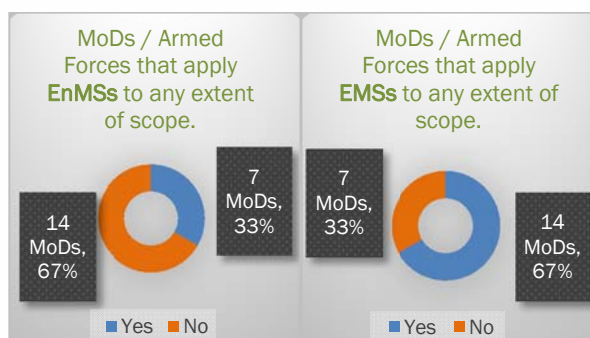 MoDs / Armed
Forces that apply
EnMSs to any extent
of scope.
7
MoDs,
33%
14
MoDs,
67%
Yes No
MoDs / Armed
Forces that apply
EMSs to any extent of
scope.
7
MoDs,
33%
14
MoDs,
67%
Yes No